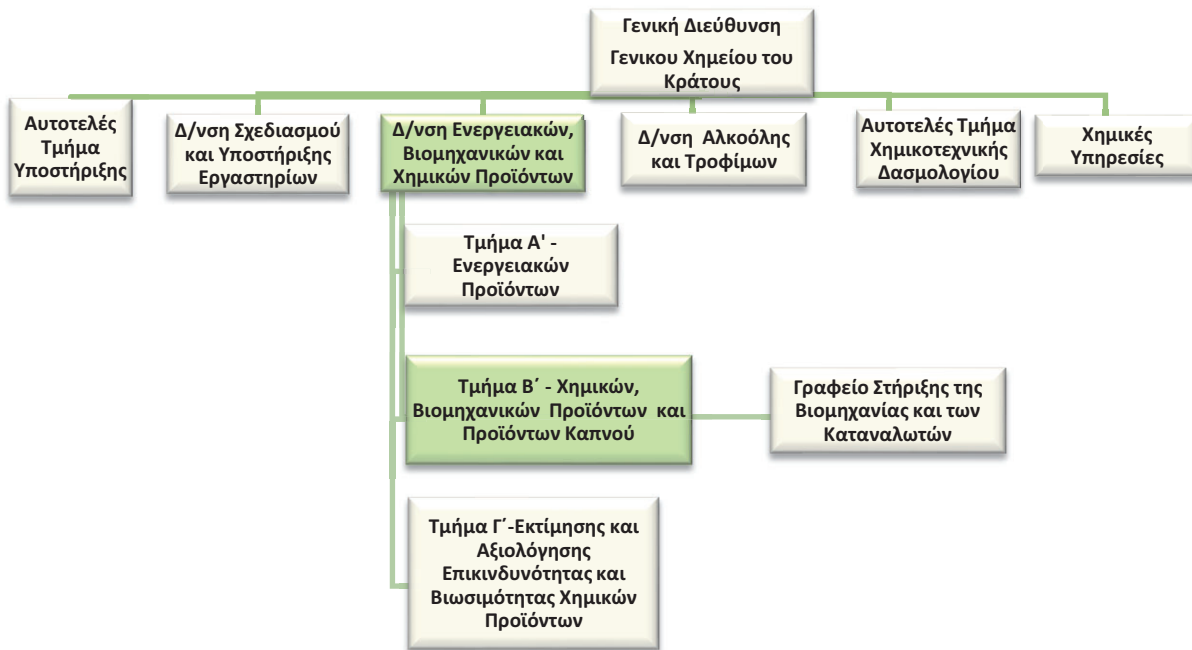 Γενική Διεύθυνση
Γενικου Χημείου του
Κράτους
Αυτοτελές
Τμήμα
Υποστήριξης
Δ/νση Σχεδιασμού
και Υποστήριξης
Εργαστηρίων
Δ/νση Ενεργειακών,
Βιομηχανικών και
Χημικών Προϊόντων
Δ/νση Αλκοόλης
και Τροφίμων
Αυτοτελές Τμήμα
Χημικοτεχνικής
Δασμολογίου
Χημικές
Υπηρεσίες
Τμήμα Α' -
Ενεργειακών
Προϊόντων
Τμήμα Β΄ - Χημικών,
Βιομηχανικών Προϊόντων και
Προϊόντων Καπνού
Γραφείο Στήριξης της
Βιομηχανίας και των
Καταναλωτών
Τμήμα Γ΄-Εκτίμησης και
Αξιολόγησης
Επικινδυνότητας και
Βιωσιμότητας Χημικών
Προϊόντων